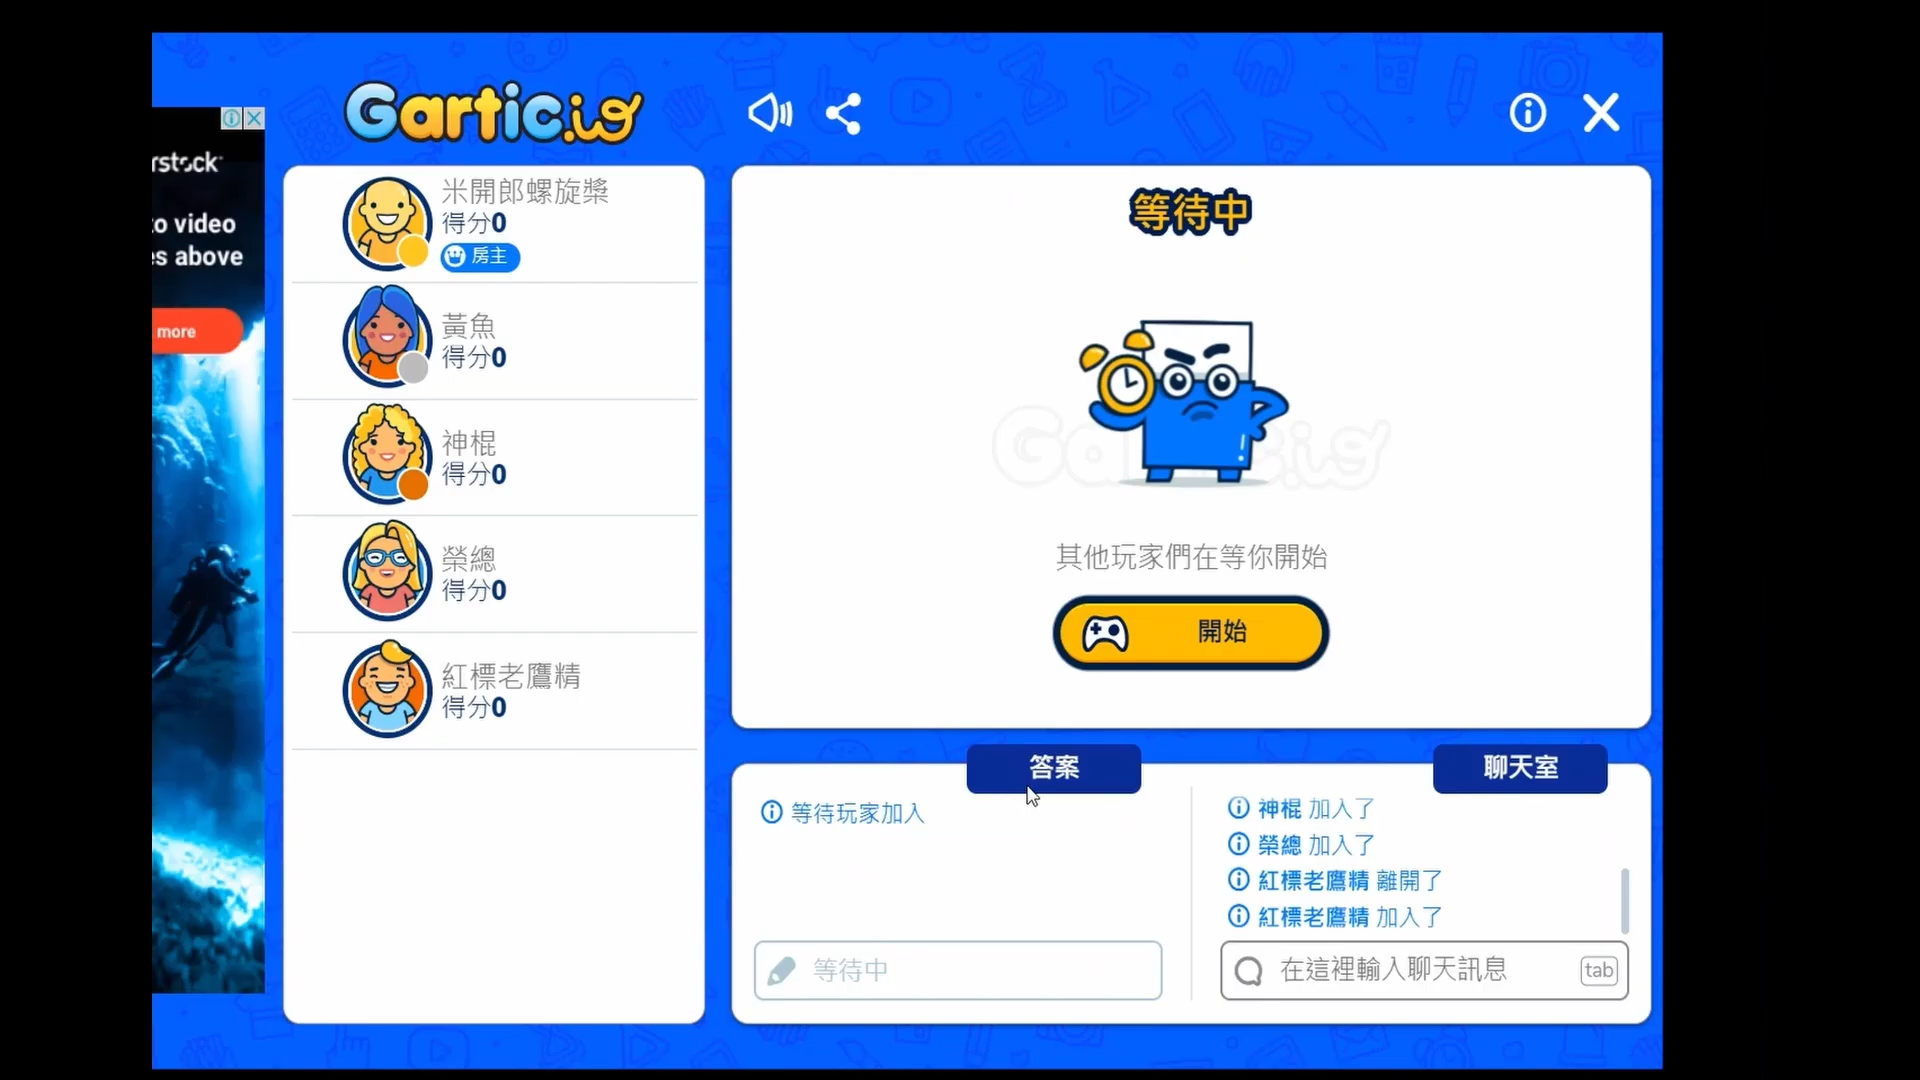 Gartic.io
rstock
to video
es above
more
米開郎螺旋槳
得分0
房主
黃魚
得分0
神棍
得分0
榮總
得分0
紅標老鷹精
得分0
等待中
其他玩家們在等你開始
開始
答案
等待玩家加入
等待中
聊天室
神棍 加入了
榮總 加入了
紅標老鷹精 離開了
紅標老鷹精 加入了
在這裡輸入聊天訊息
tab